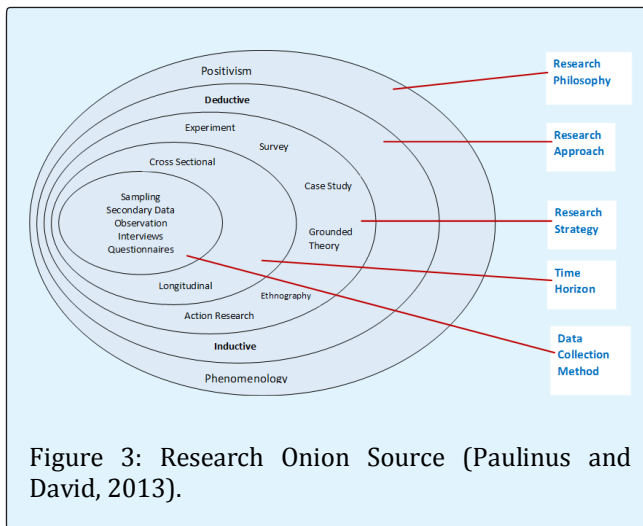 Positivism
Deductive
Experiment
Survey
Cross Sectional
Case Study
Sampling
Secondary Data
Observation
Interviews
Questionnaires
Grounded
Theory
Longitudinal
Ethnography
Action Research
Inductive
Phenomenology
Research
Philosophy
Research
Approach
Research
Strategy
Time
Horizon
Data
Collection
Method
Figure 3: Research Onion Source (Paulinus and
David, 2013).